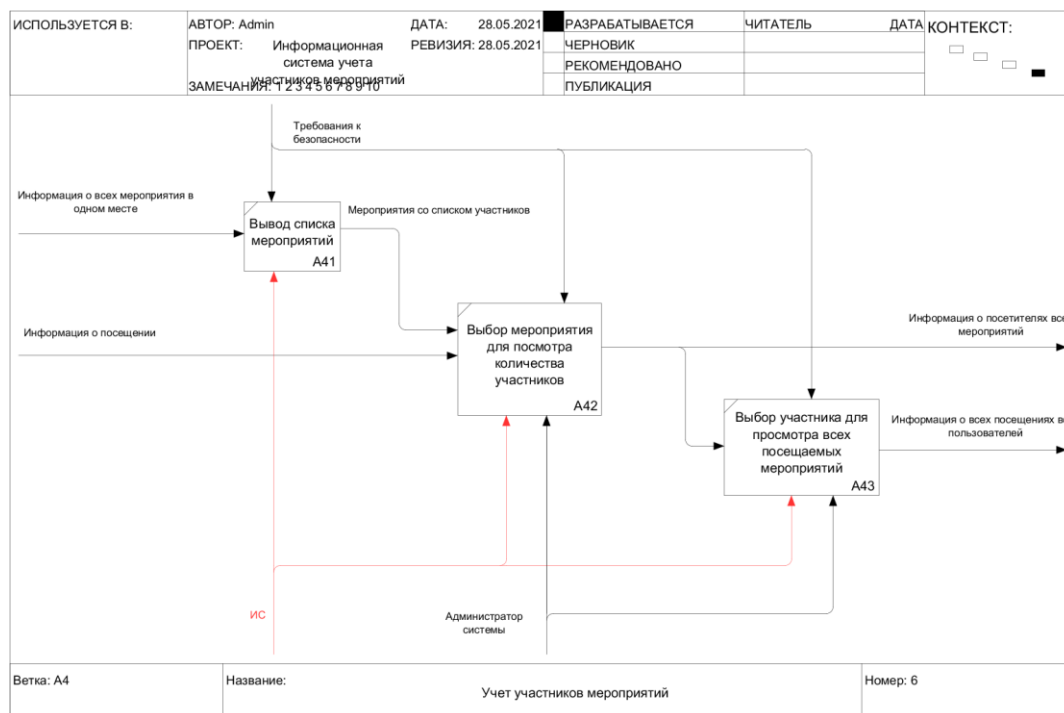 ИСПОЛЬЗУЕТСЯ В:
АВТОР: Admin
ДАТА: 28.05.2021
РАЗРАБАТЫВАЕТСЯ
ЧИТАТЕЛЬ
ДАТА
КОНТЕКСТ:
ПРОЕКТ: Информационная
система учета
участников мероприятий
РЕВИЗИЯ: 28.05.2021
ЧЕРНОВИК
РЕКОМЕНДОВАНО
ЗАМЕЧАНИЯ: 1 2 3 4 5 6 7 8 9 10
ПУБЛИКАЦИЯ
Требования к
безопасности
Информация о всех мероприятия в
одном месте
Вывод списка
мероприятий
A41
Мероприятия со списком участников
Информация о посещении
Выбор мероприятия
для посмотра
количества
участников
A42
Информация о посетителях все
мероприятий
Выбор участника для
просмотра всех
посещаемых
мероприятий
A43
Информация о всех посещениях вс
пользователей
ИС
Администратор
системы
Ветка: A4
Название:
Учет участников мероприятий
Номер: 6